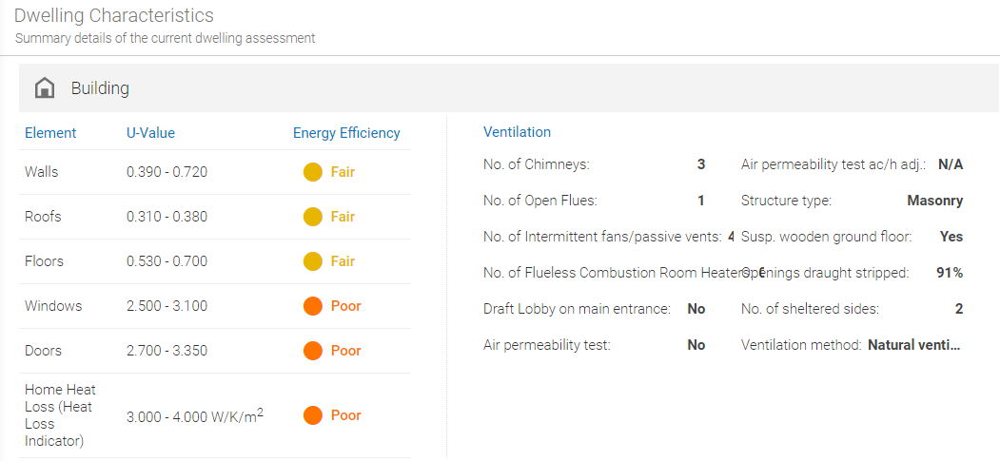 Dwelling Characteristics
Summary details of the current dwelling assessment
Building
Element U-Value Energy Efficiency
Walls 0.390 - 0.720 Fair
Roofs 0.310 - 0.380 Fair
Floors 0.530 - 0.700 Fair
Windows 2.500 - 3.100 Poor
Doors 2.700 - 3.350 Poor
Home Heat
Loss (Heat
Loss
Indicator)
3.000 - 4.000 W/K/m2 Poor
Ventilation
No. of Chimneys: 3 Air permeability test ac/h adj.: N/A
No. of Open Flues: 1 Structure type: Masonry
No. of Intermittent fans/passive vents: 4 Susp. wooden ground floor: Yes
No. of Flueless Combustion Room Heaters: Openings draught stripped: 91%
Draft Lobby on main entrance: No No. of sheltered sides: 2
Air permeability test: No Ventilation method: Natural venti...